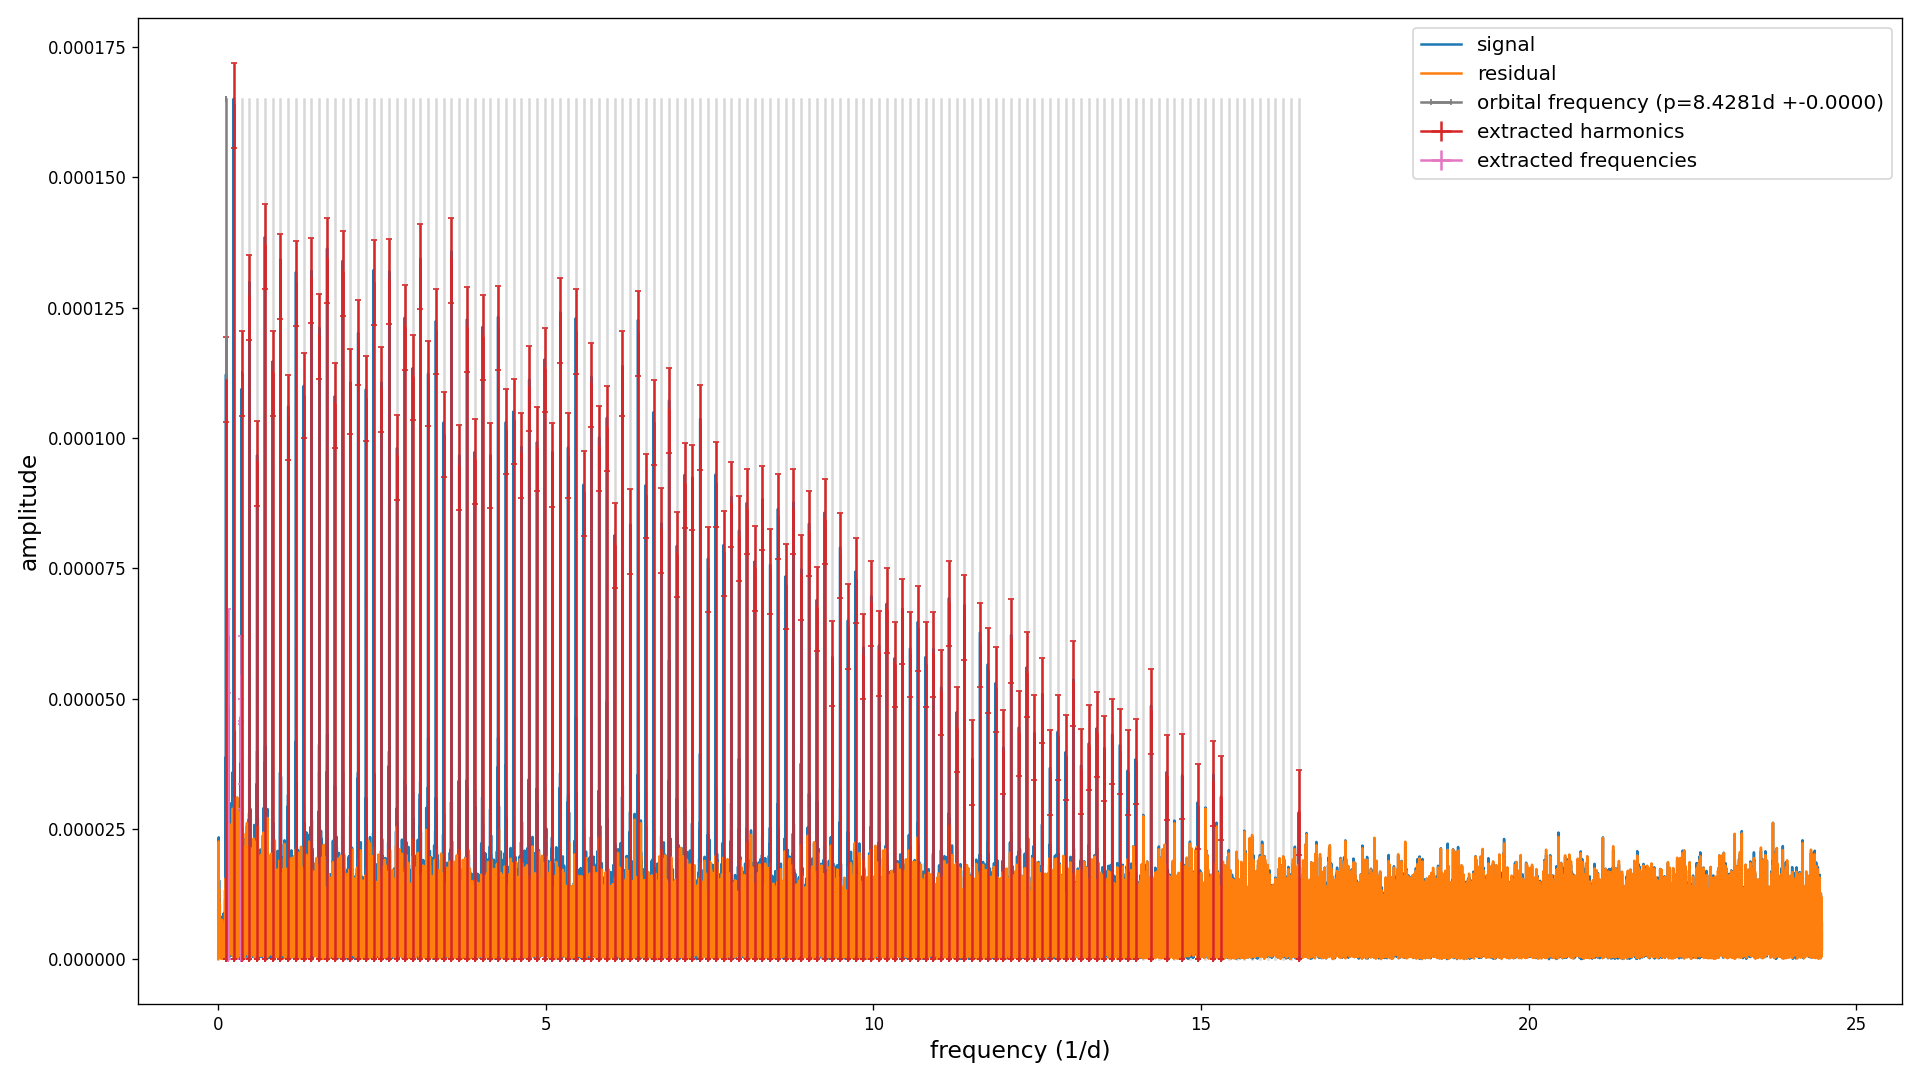 signal
residual
orbital frequency (p=8.4281d +-0.0000)
extracted harmonics
extracted frequencies
0.000175
0.000150
0.000125
0.000100
0.000075
0.000050
0.000025
0.000000
amplitude
0 5 10 15 20 25
frequency (1/d)